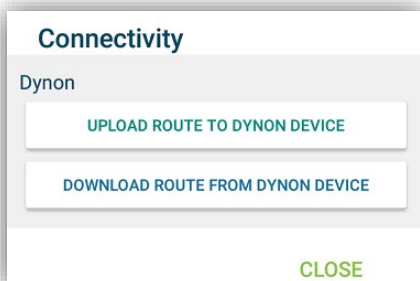 Connectivity
Dynon
UPLOAD ROUTE TO DYNON DEVICE
DOWNLOAD ROUTE FROM DYNON DEVICE
CLOSE